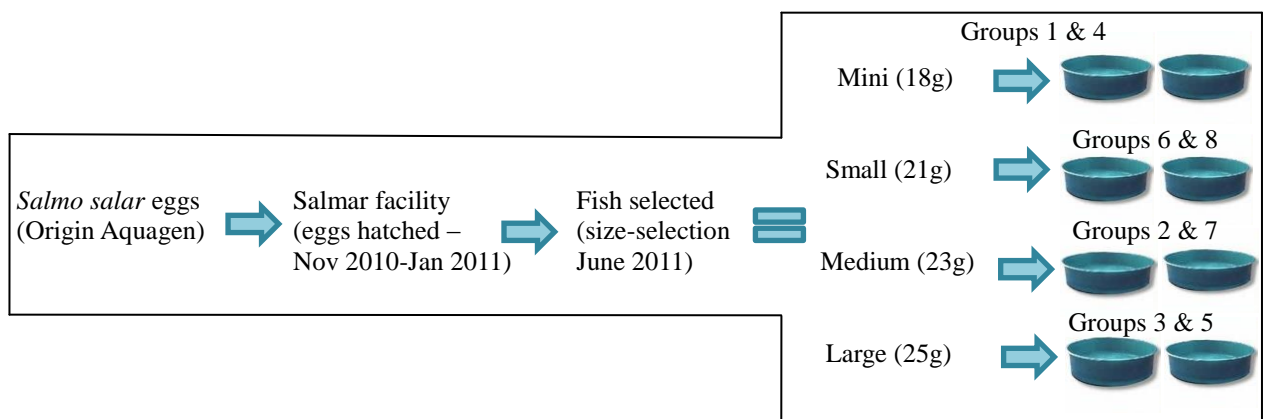 Salmo salar eggs
(Origin Aquagen)
Salmar facility
(eggs hatched –
Nov 2010-Jan 2011)
Fish selected
(size-selection
June 2011)
Groups 1 & 4
Mini (18g)
Groups 6 & 8
Small (21g)
Groups 2 & 7
Medium (23g)
Groups 3 & 5
Large (25g)